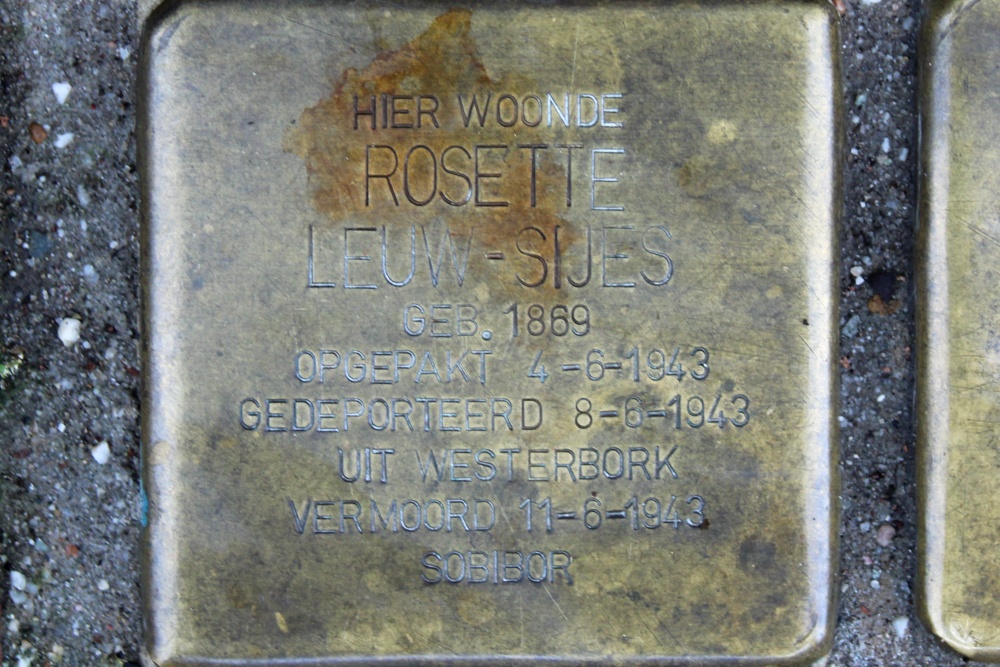 HIER WOONDE
ROSETTE
LEUW-SIJES
GEB. 1869
OPGEPAKT 4-6-1943
GEDEPORTEERD 8-6-1943
UIT WESTERBORK
VERMOORD 11-6-1943
SOBIBOR